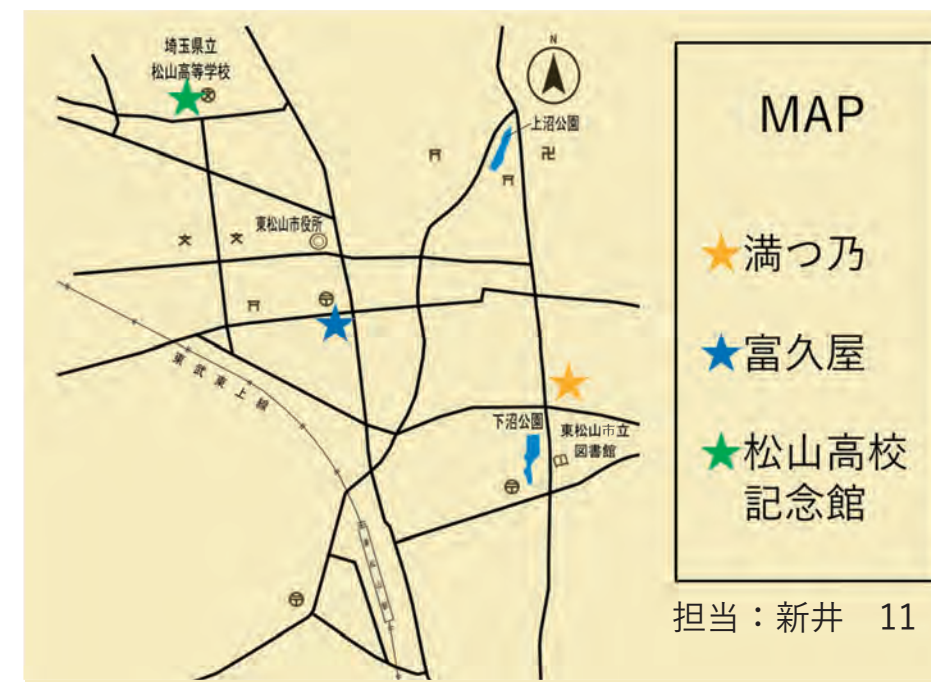 埼玉県立
松山高等学校
N
上沼公園
東松山市役所
東武東上線
下沼公園
東松山市立
図書館
MAP
満つ乃
富久屋
松山高校
記念館
担当：新井 11